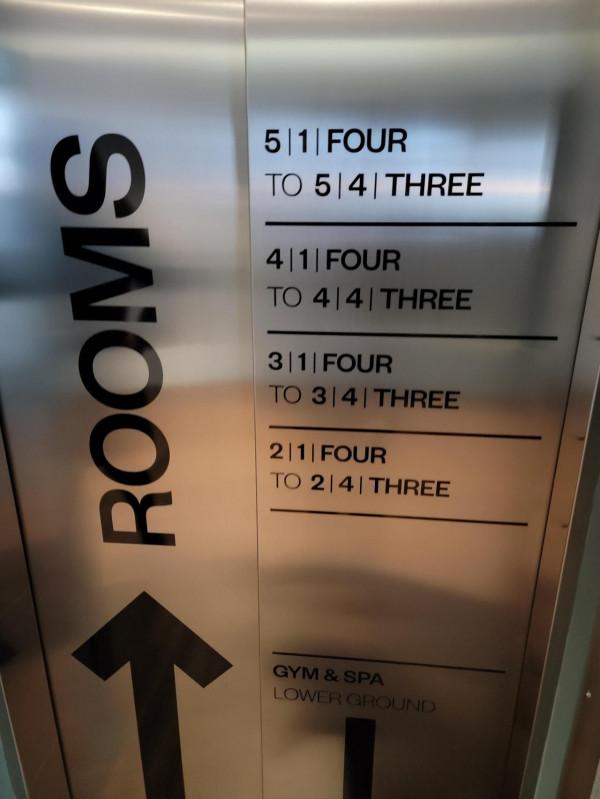 ROOMS
5|1|FOUR
TO 5|4|THREE
4|1|FOUR
TO 4|4|THREE
3|1|FOUR
TO 3|4|THREE
2|1|FOUR
TO 2|4|THREE
GYM & SPA
LOWER GROUND